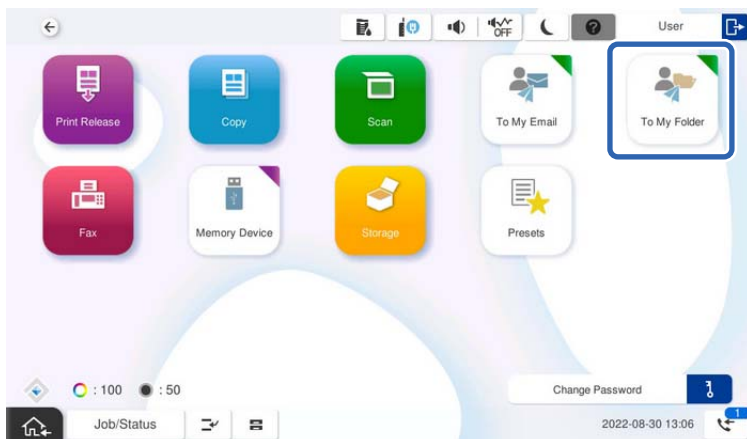 OFF
?
User
Print Release
Copy
Scan
To My Email
To My Folder
Fax
Memory Device
Storage
Presets
: 100 : 50
Change Password
Job/Status
2022-08-30 13:06
1